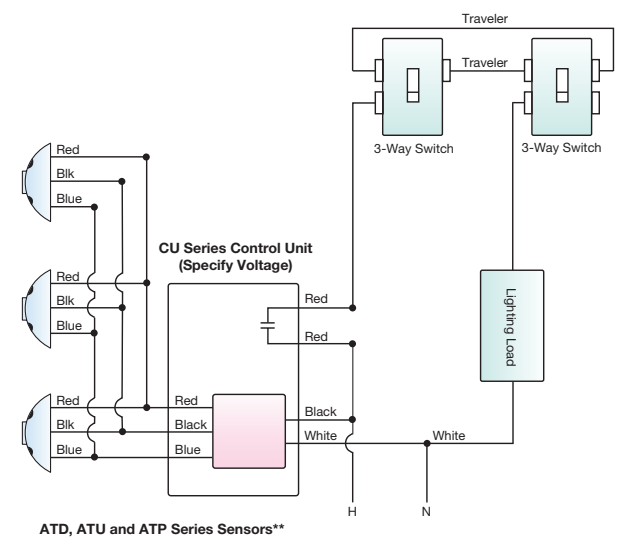 Traveler
Traveler
3-Way Switch
3-Way Switch
Red
Blk
Blue
CU Series Control Unit
(Specify Voltage)
Red
Blk
Blue
Red
Red
Lighting Load
Red
Blk
Blue
Red
Black
Blue
Black
White
White
H
N
ATD, ATU and ATP Series Sensors**